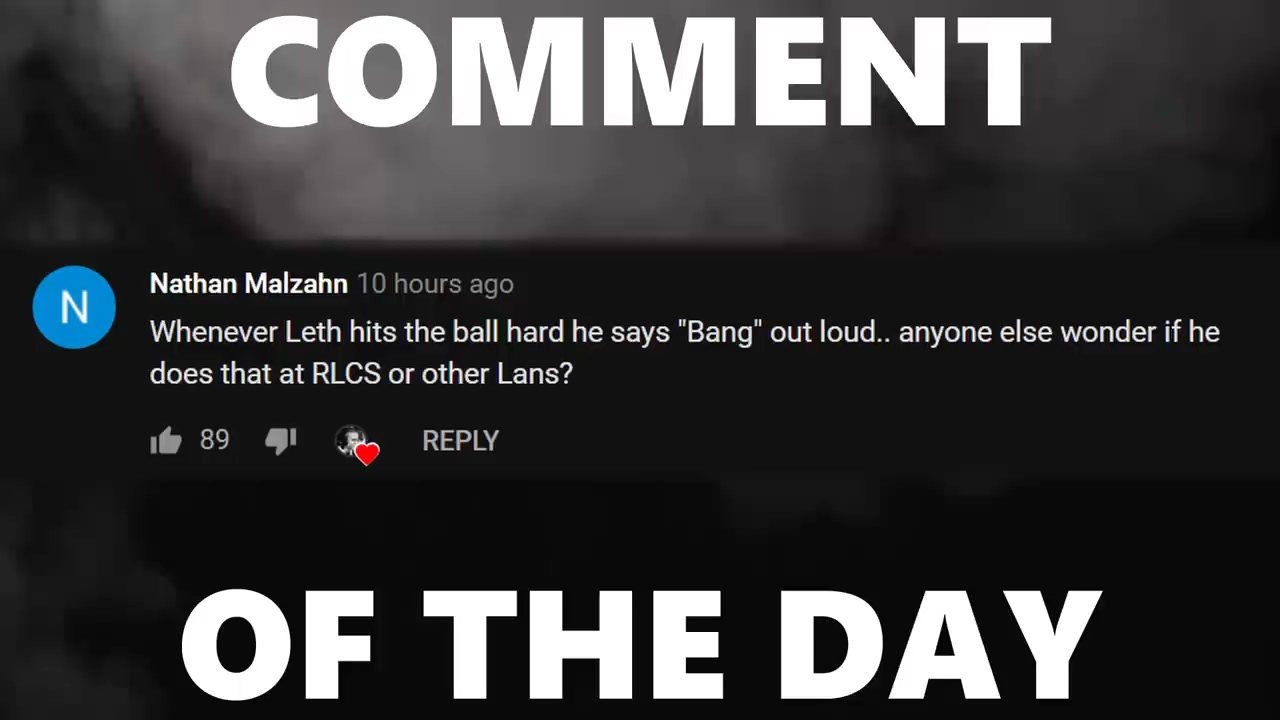 COMMENT
N
Nathan Malzahn 10 hours ago
Whenever Leth hits the ball hard he says "Bang" out loud.. anyone else wonder if he
does that at RLCS or other Lans?
89 REPLY
OF THE DAY